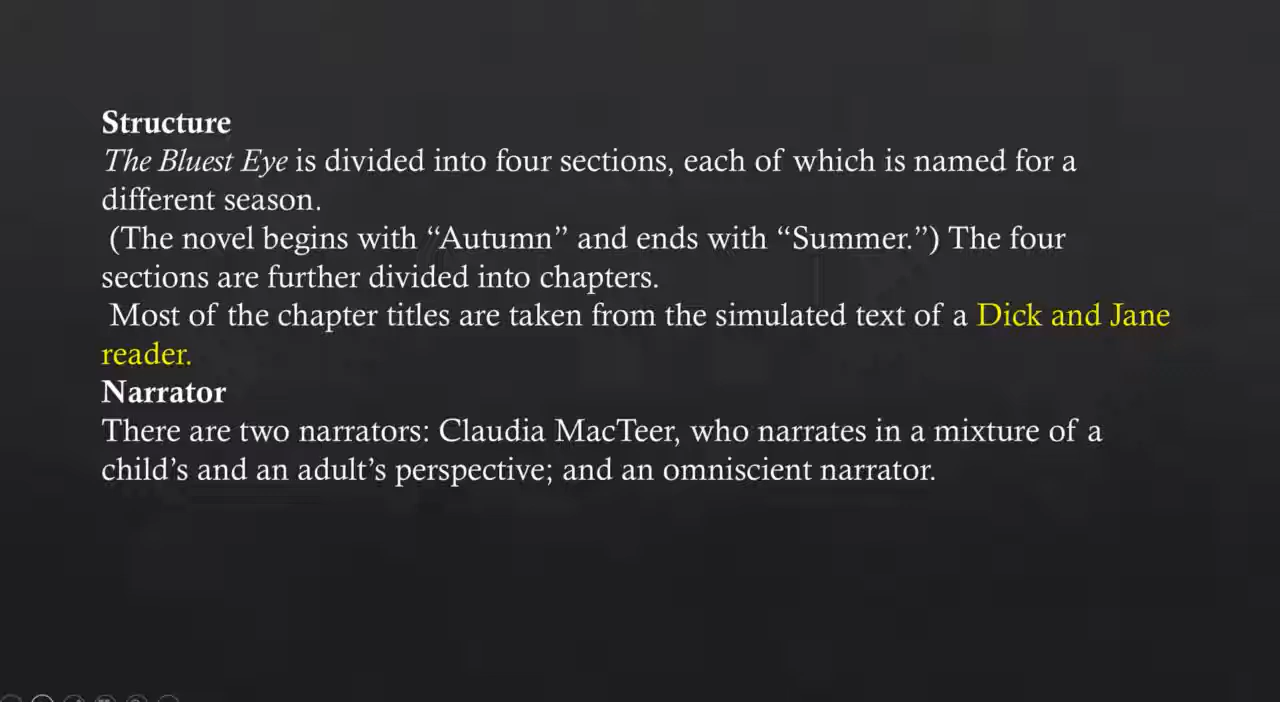 Structure
The Bluest Eye is divided into four sections, each of which is named for a
different season.
(The novel begins with “Autumn” and ends with “Summer.”) The four
sections are further divided into chapters.
Most of the chapter titles are taken from the simulated text of a Dick and Jane
reader.
Narrator
There are two narrators: Claudia MacTeer, who narrates in a mixture of a
child’s and an adult’s perspective; and an omniscient narrator.